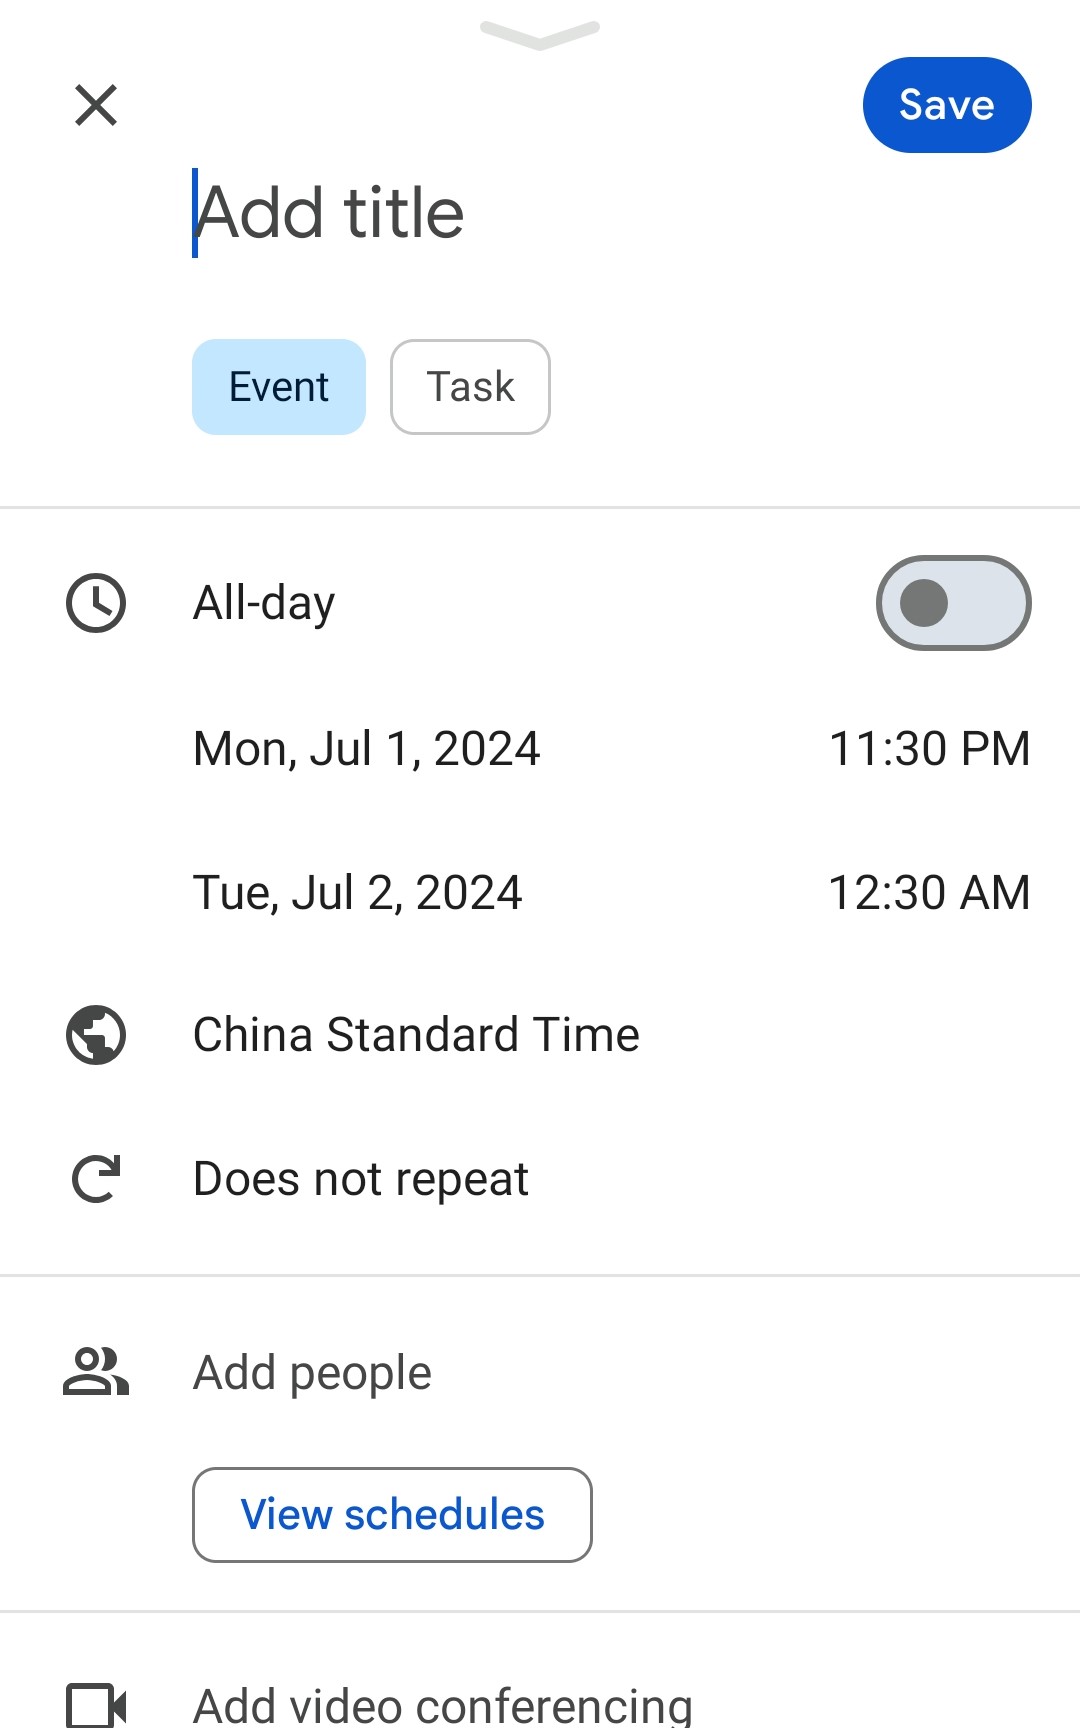 Save
Add title
Event Task
All-day
Mon, Jul 1, 2024 11:30 PM
Tue, Jul 2, 2024 12:30 AM
China Standard Time
Does not repeat
Add people
View schedules
Add video conferencing